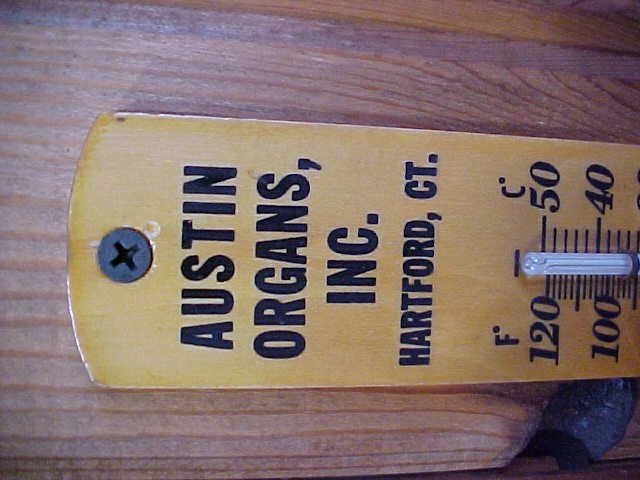 AUSTIN
ORGANS,
INC.
HARTFORD, CT.
F° C°
120 50
100 40